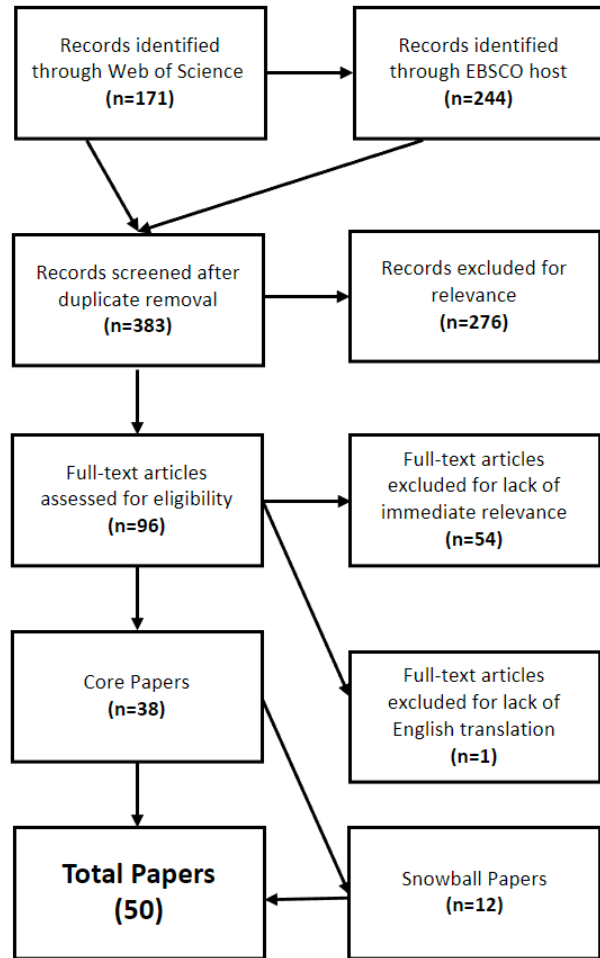 Records identified
through Web of Science
(n=171)
Records identified
through EBSCO host
(n=244)
Records screened after
duplicate removal
(n=383)
Records excluded for
relevance
(n=276)
Full-text articles
assessed for eligibility
(n=96)
Full-text articles
excluded for lack of
immediate relevance
(n=54)
Core Papers
(n=38)
Full-text articles
excluded for lack of
English translation
(n=1)
Total Papers
(50)
Snowball Papers
(n=12)